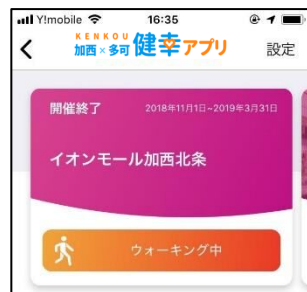 Y!mobile 16:35
KENKOU
加西×多可 健幸アプリ 設定
開催終了 2018年11月1日~2019年3月31日
イオンモール加西北条
ウォーキング中